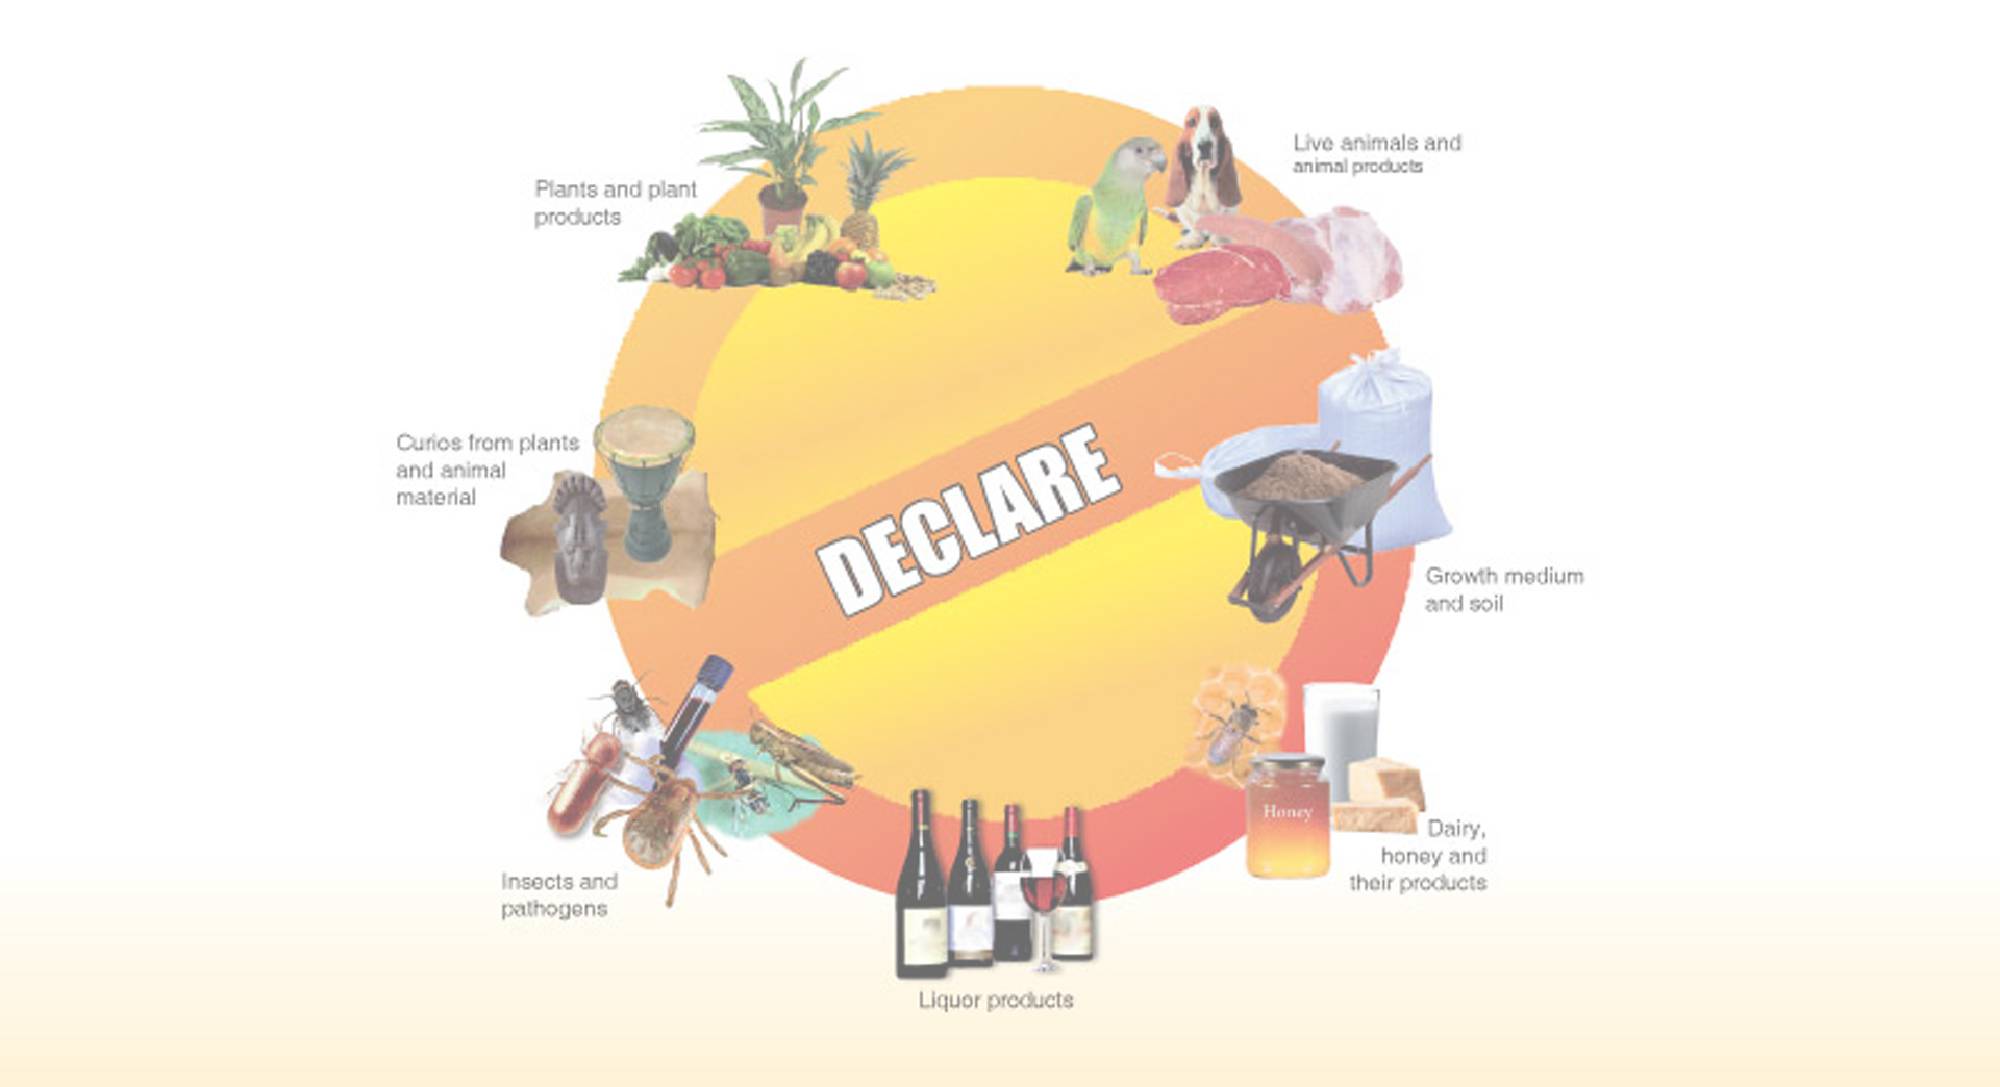 Live animals and
animal products
Plants and plant
products
Curios from plants
and animal
material
DECLARE
Growth medium
and soil
Honey
Dairy,
honey and
their products
Insects and
pathogens
Liquor products